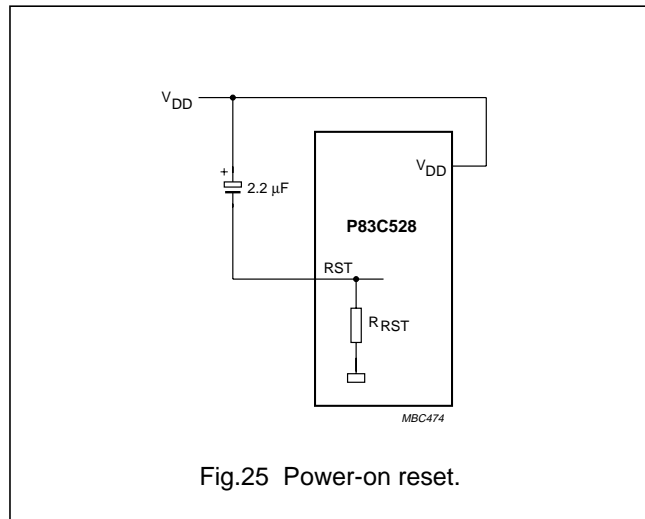 VDD
VDD
+
2.2 μF
P83C528
RST
RRST
MBC474
Fig.25 Power-on reset.